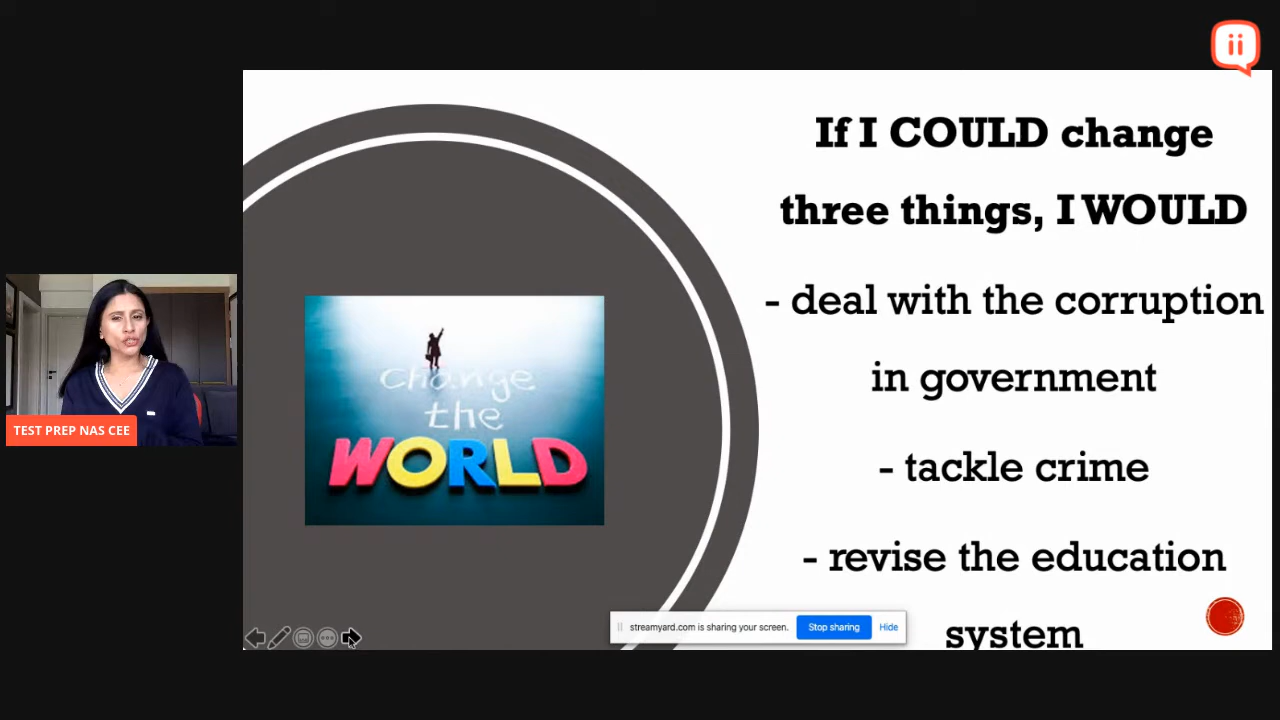 If I COULD change
three things, I WOULD
- deal with the corruption
in government
- tackle crime
- revise the education
system
change
the
WORLD
TEST PREP NAS CEE
streamyard.com is sharing your screen.
Stop sharing
Hide